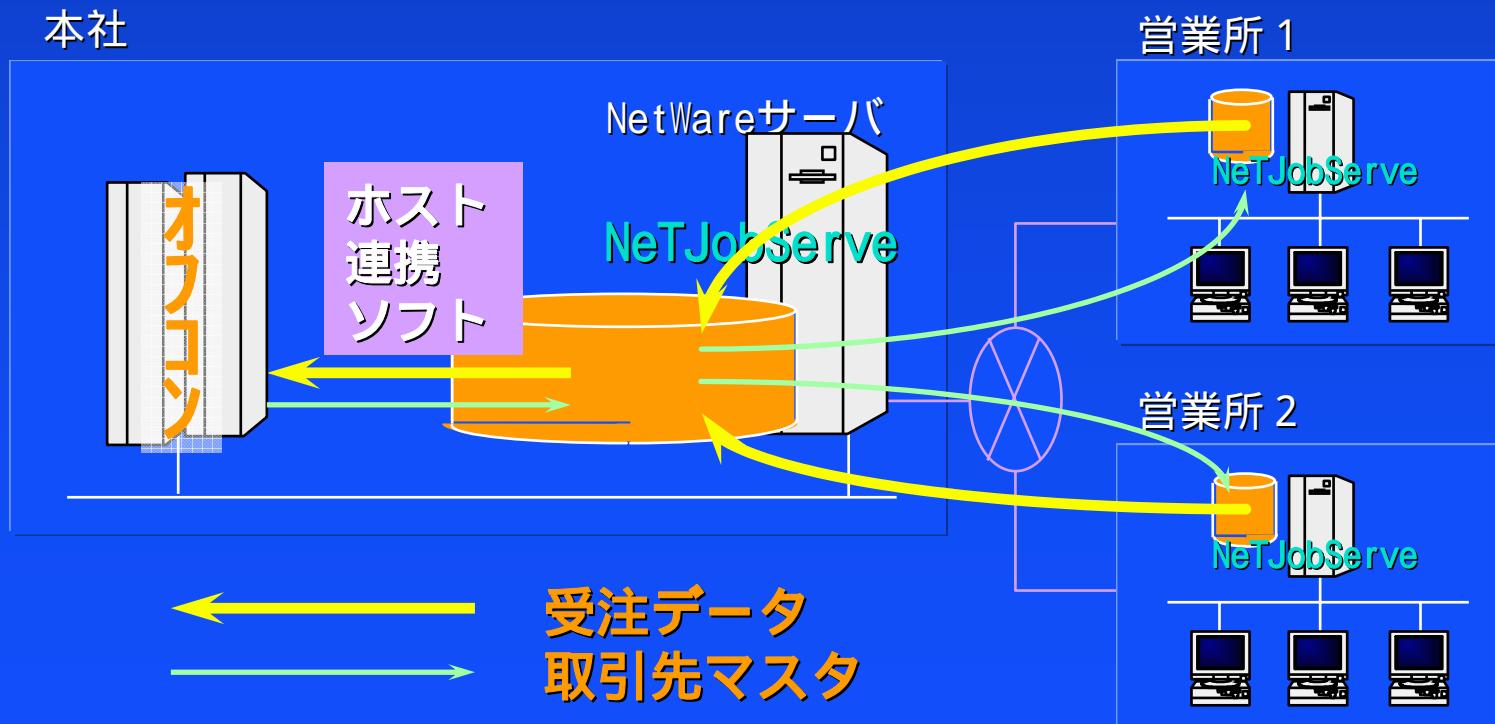 本社
営業所 1
NetWareサーバ
NeTJobServe
ホスト
連携
ソフト
NeTJobServe
オフコン
営業所 2
NeTJobServe
受注データ
取引先マスタ